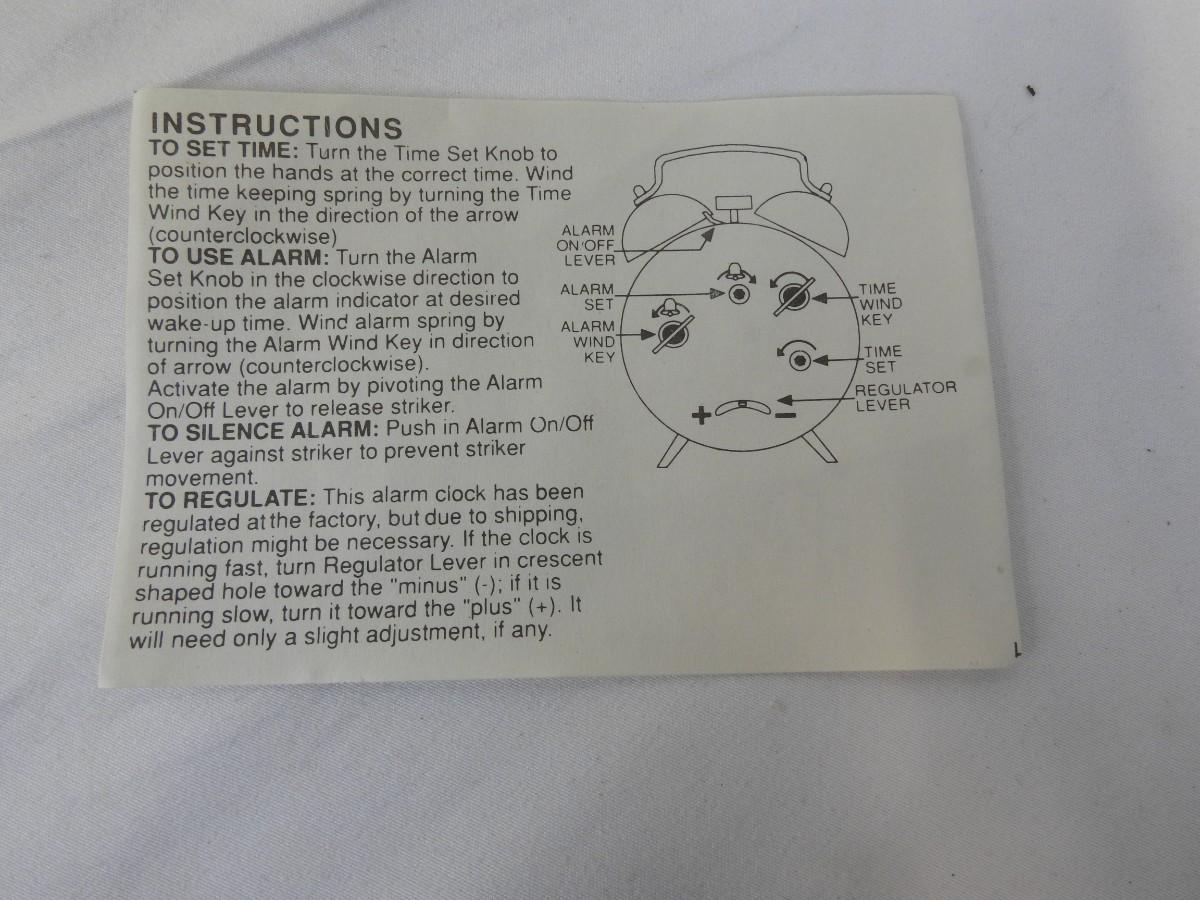 INSTRUCTIONS
TO SET TIME: Turn the Time Set Knob to
position the hands at the correct time. Wind
the time keeping spring by turning the Time
Wind Key in the direction of the arrow
(counterclockwise)
TO USE ALARM: Turn the Alarm
Set Knob in the clockwise direction to
position the alarm indicator at desired
wake-up time. Wind alarm spring by
turning the Alarm Wind Key in direction
of arrow (counterclockwise).
Activate the alarm by pivoting the Alarm
On/Off Lever to release striker.
TO SILENCE ALARM: Push in Alarm On/Off
Lever against striker to prevent striker
movement.
TO REGULATE: This alarm clock has been
regulated at the factory, but due to shipping,
regulation might be necessary. If the clock is
running fast, turn Regulator Lever in crescent
shaped hole toward the "minus" (-); if it is
running slow, turn it toward the "plus" (+). It
will need only a slight adjustment, if any.
ALARM
ON/OFF
LEVER
ALARM
SET
ALARM
WIND
KEY
TIME
WIND
KEY
TIME
SET
REGULATOR
LEVER
+ −